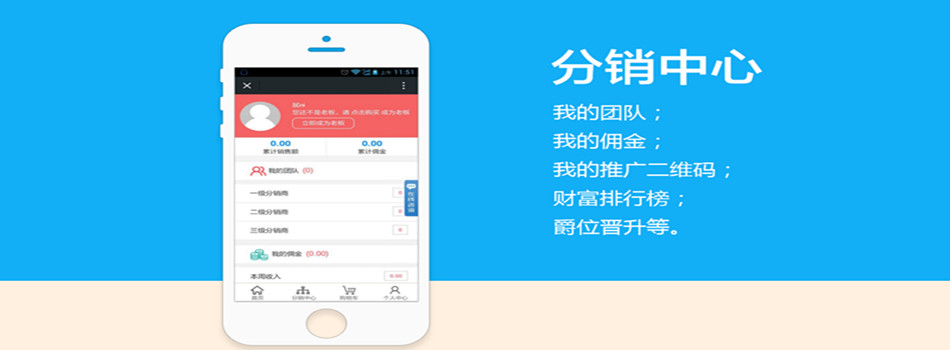 上午 11:51
您还不是老板，请 点击购买 成为老板
立即成为老板
0.00
0.00
累计销售额
累计佣金
我的团队 (0)
一级分销商
0
在线咨询
二级分销商
0
三级分销商
0
我的佣金 (0.00)
本周收入
0.00
首页
分销中心
购物车
个人中心
分销中心
我的团队；
我的佣金；
我的推广二维码；
财富排行榜；
爵位晋升等。